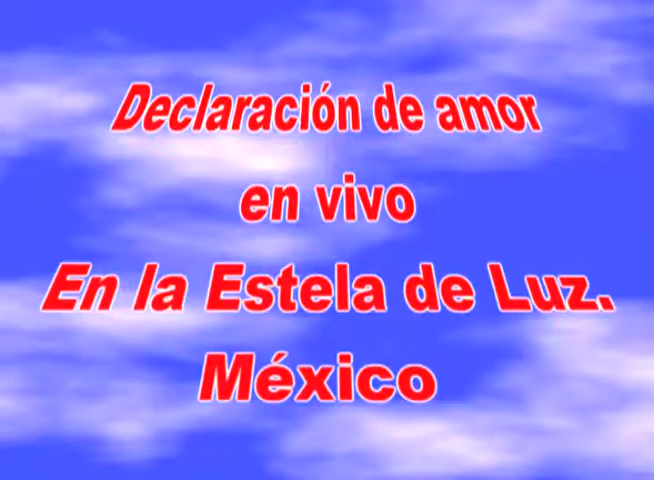 Declaración de amor
en vivo
En la Estela de Luz.
México